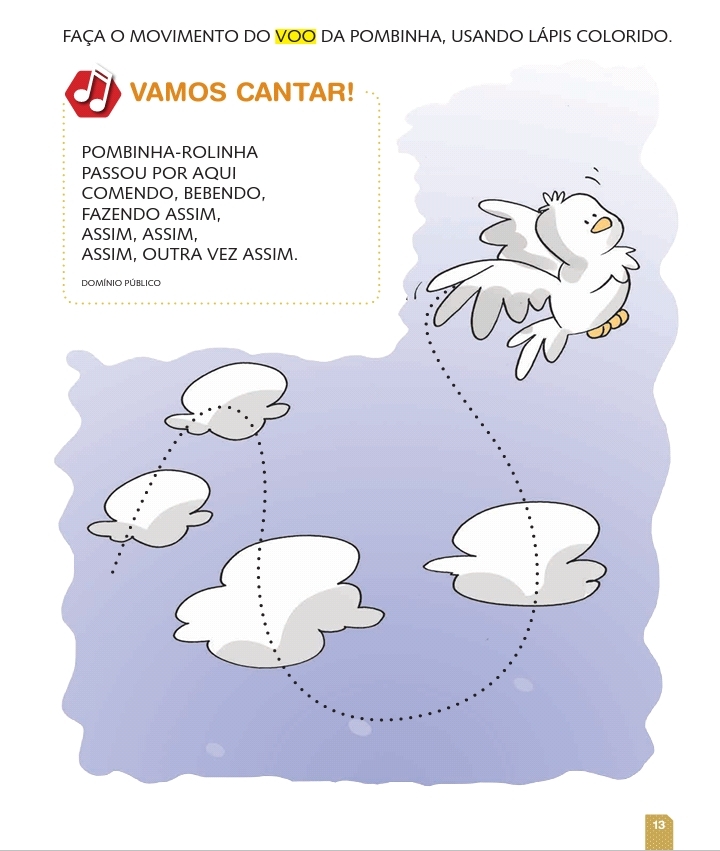 FAÇA O MOVIMENTO DO VOO DA POMBINHA, USANDO LÁPIS COLORIDO.
VAMOS CANTAR!
POMBINHA-ROLINHA
PASSOU POR AQUI
COMENDO, BEBENDO,
FAZENDO ASSIM,
ASSIM, ASSIM,
ASSIM, OUTRA VEZ ASSIM.
DOMÍNIO PÚBLICO
13